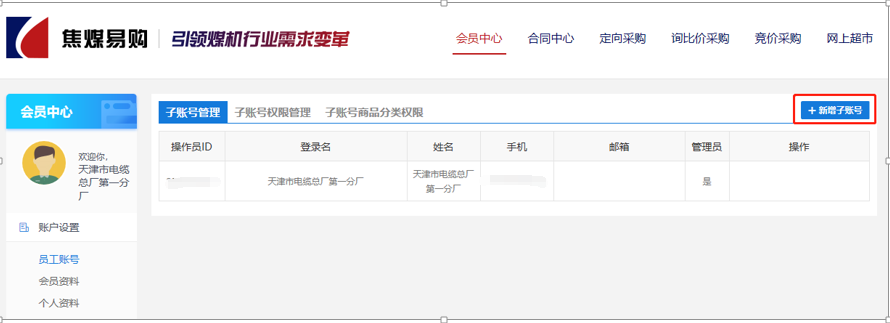 焦煤易购 引领煤机行业需求变革
会员中心 合同中心 定向采购 询比价采购 竞价采购 网上超市
会员中心
欢迎你,
天津市电缆
总厂第一分
厂
账户设置
员工账号
会员资料
个人资料
子账号管理 子账号权限管理 子账号商品分类权限
+ 新增子账号
操作员ID 登录名 姓名 手机 邮箱 管理员 操作
天津市电缆总厂第一分厂 天津市电缆总厂 是
第一分厂